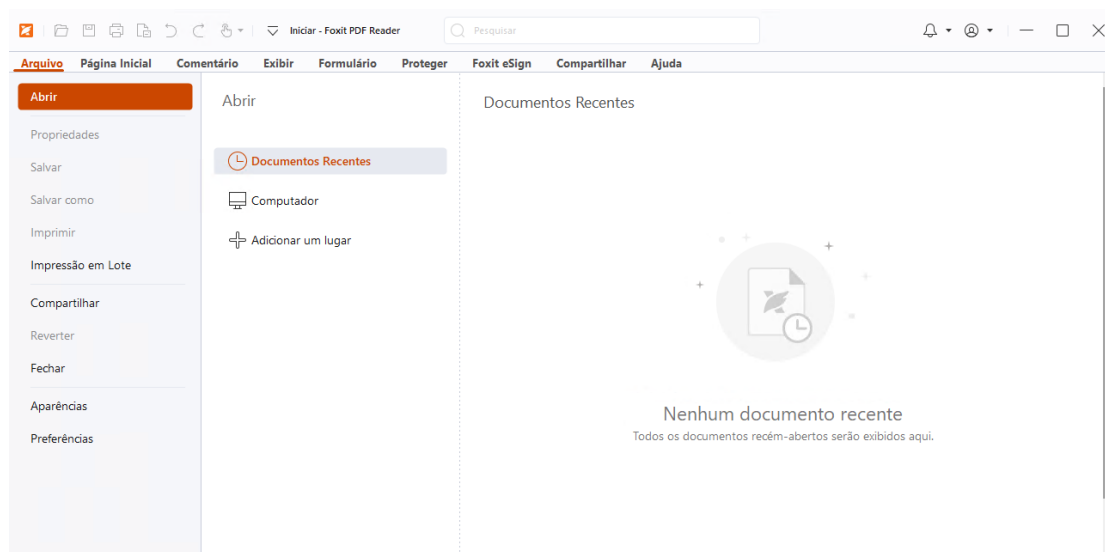 Iniciar - Foxit PDF Reader
Pesquisar
Arquivo Página Inicial Comentário Exibir Formulário Proteger Foxit eSign Compartilhar Ajuda
Abrir
Propriedades
Salvar
Salvar como
Imprimir
Impressão em Lote
Compartilhar
Reverter
Fechar
Aparências
Preferências
Abrir
Documentos Recentes
Computador
Adicionar um lugar
Documentos Recentes
Nenhum documento recente
Todos os documentos recém-abertos serão exibidos aqui.